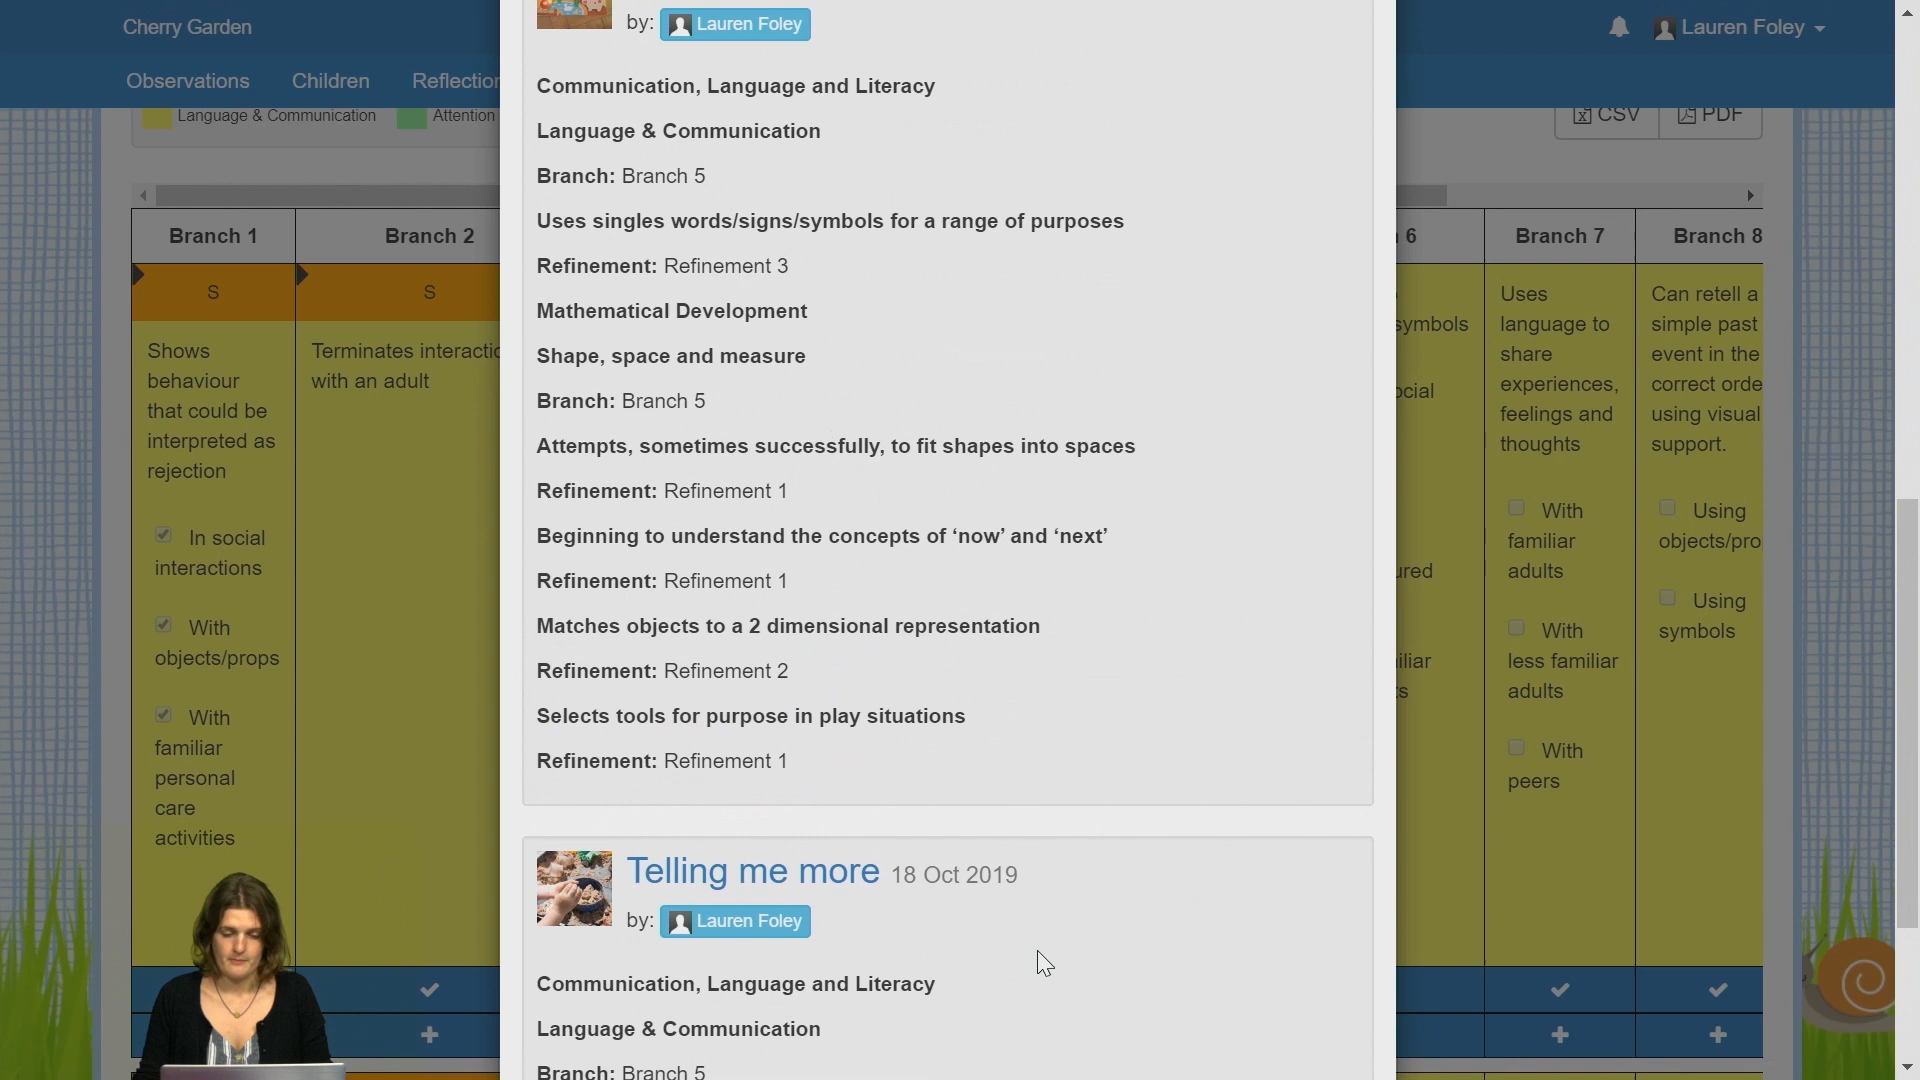 Cherry Garden
Lauren Foley
Observations Children Reflection
Language & Communication Attention
CSV PDF
Branch 1 Branch 2
S S
Shows
behaviour
that could be
interpreted as
rejection
In social
interactions
With
objects/props
With
familiar
personal
care
activities
Terminates interactio
with an adult
by: Lauren Foley
Communication, Language and Literacy
Language & Communication
Branch: Branch 5
Uses singles words/signs/symbols for a range of purposes
Refinement: Refinement 3
Mathematical Development
Shape, space and measure
Branch: Branch 5
Attempts, sometimes successfully, to fit shapes into spaces
Refinement: Refinement 1
Beginning to understand the concepts of ‘now’ and ‘next’
Refinement: Refinement 1
Matches objects to a 2 dimensional representation
Refinement: Refinement 2
Selects tools for purpose in play situations
Refinement: Refinement 1
Telling me more 18 Oct 2019
by: Lauren Foley
Communication, Language and Literacy
Language & Communication
Branch: Branch 5
6 Branch 7 Branch 8
symbols
ocial
ured
iliar
ts
Uses
language to
share
experiences,
feelings and
thoughts
With
familiar
adults
With
less familiar
adults
With
peers
Can retell a
simple past
event in the
correct orde
using visual
support.
Using
objects/pro
Using
symbols